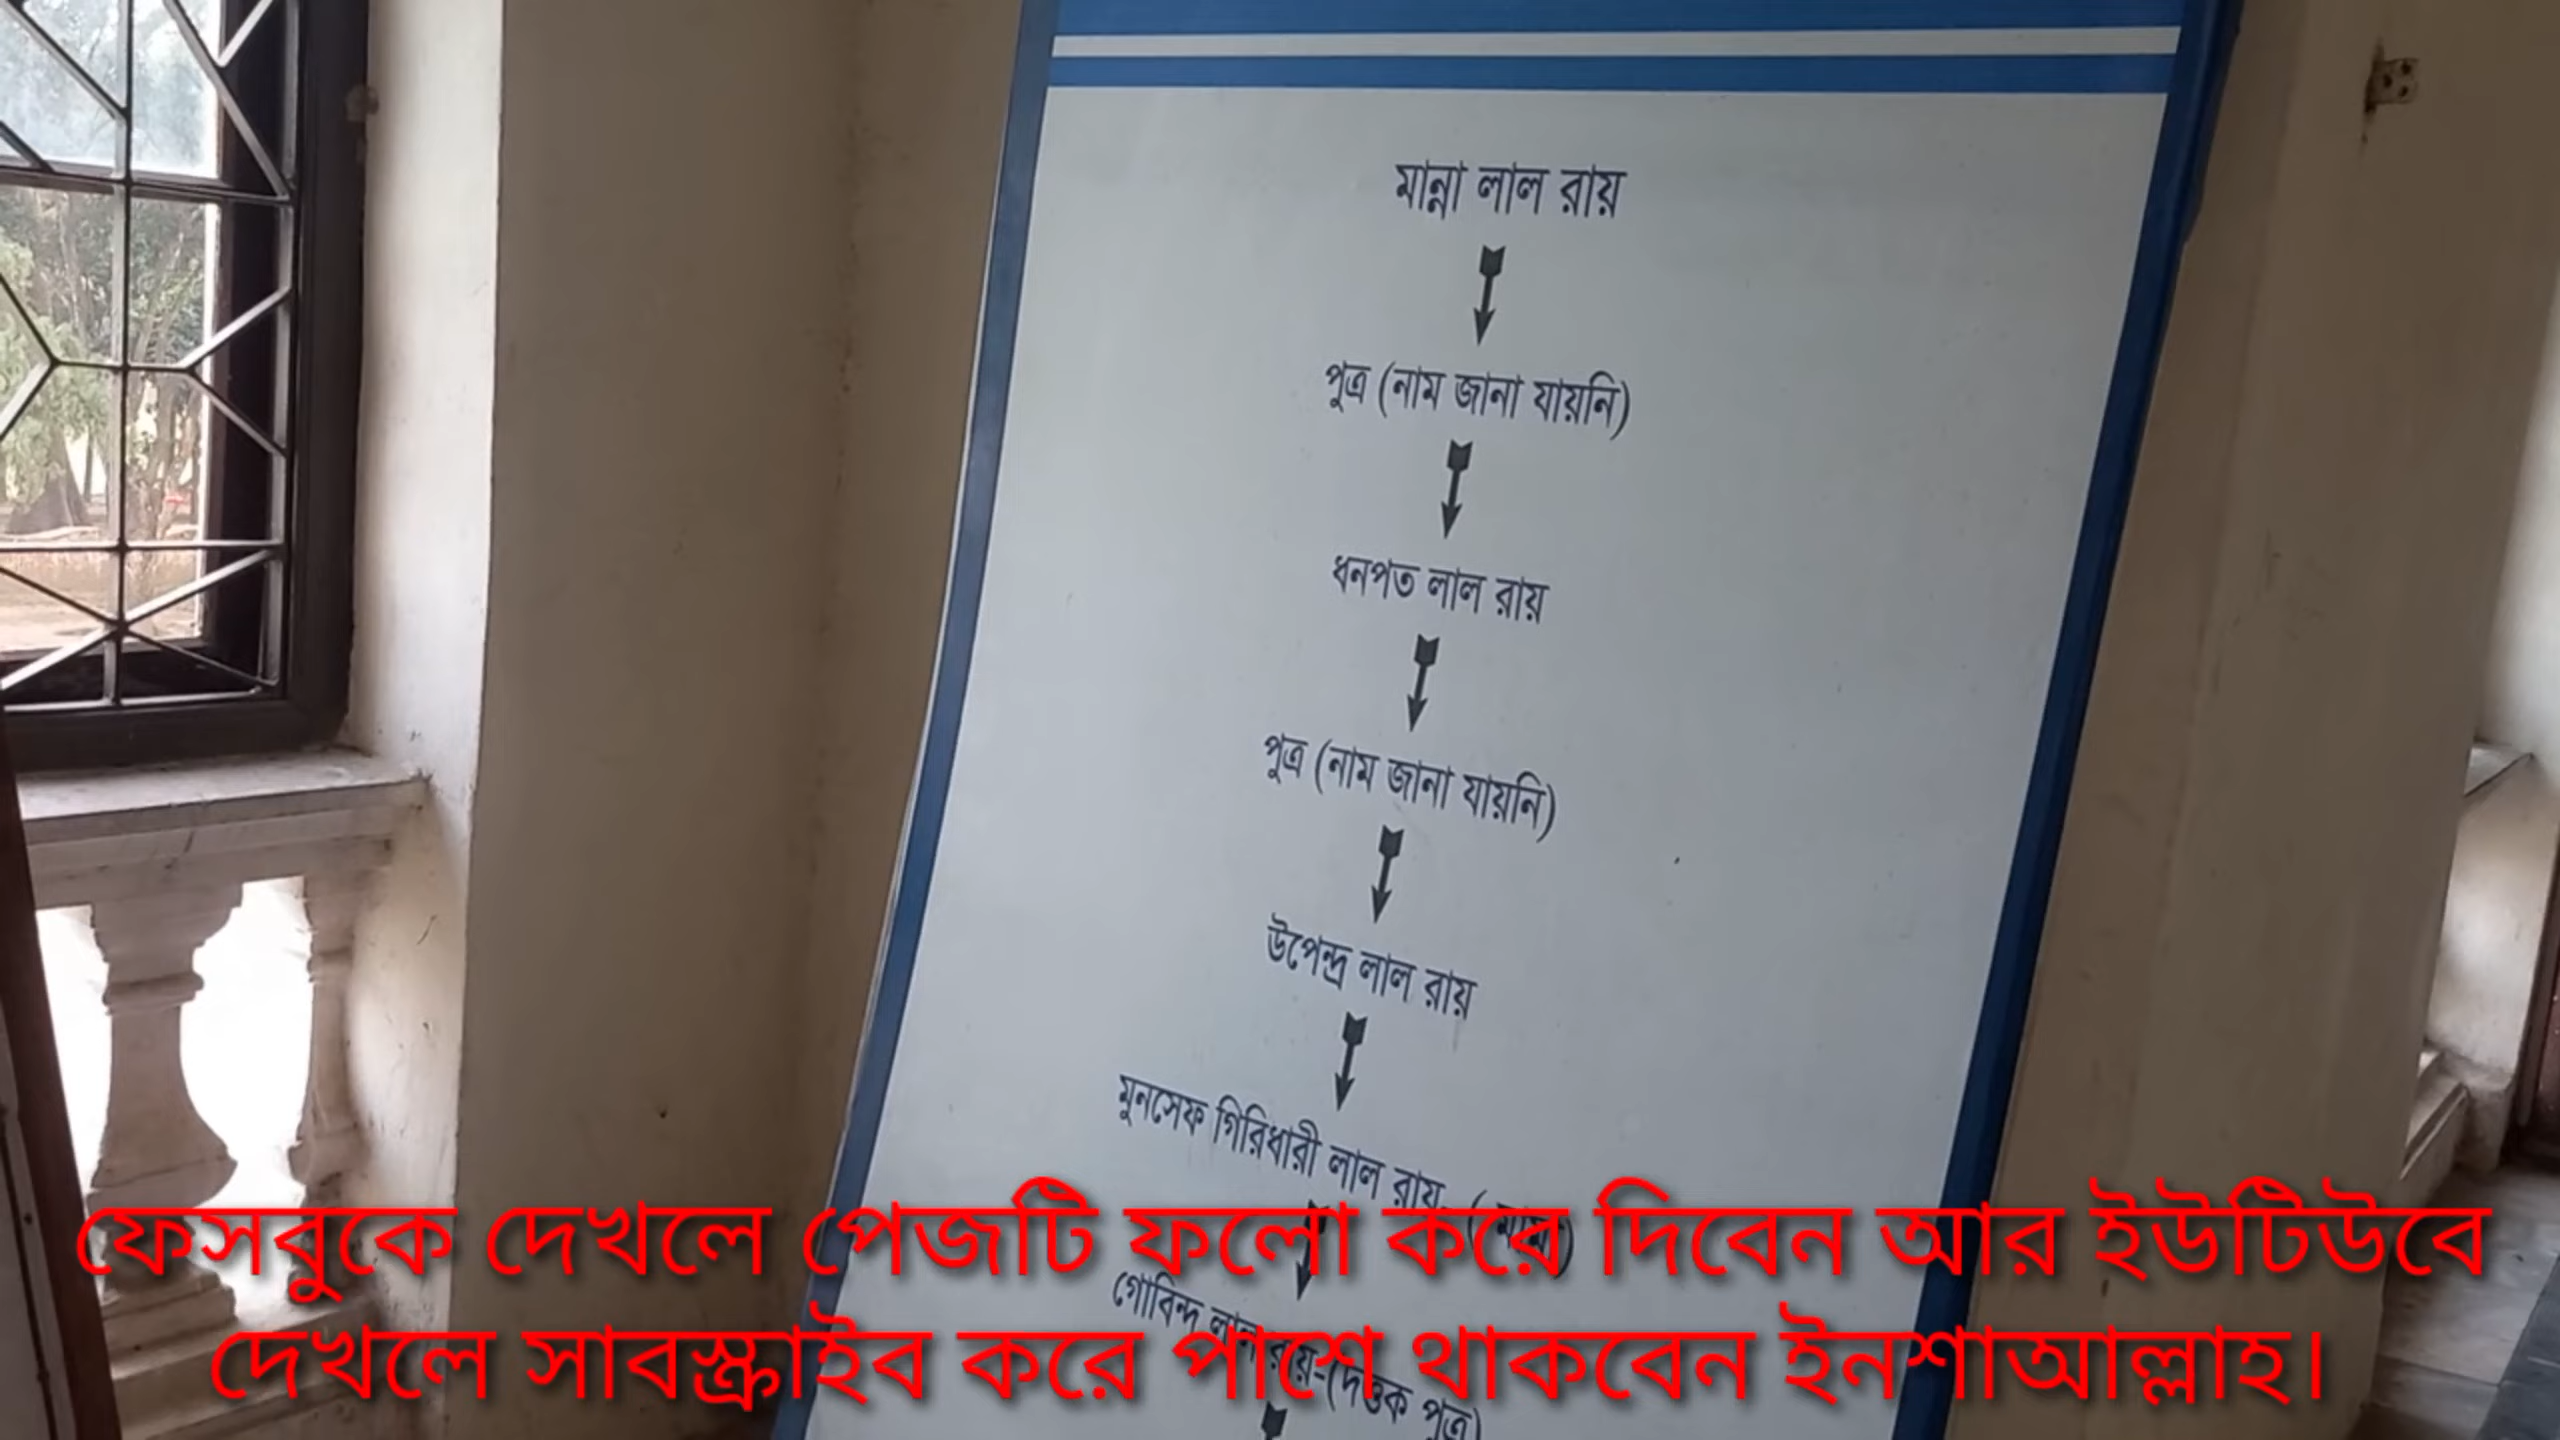 মান্না লাল রায়
পুত্র (নাম জানা যায়নি)
ধনপত লাল রায়
পুত্র (নাম জানা যায়নি)
উপেন্দ্র লাল রায়
মুনসেফ গিরিধারী লাল রায়
ফেসবুকে দেখলে পেজটি ফলো করে দিবেন আর ইউটিউবে
গোবিন্দ লাল রায়-(দত্তক পুত্র)
দেখলে সাবস্ক্রাইব করে পাশে থাকবেন ইনশাআল্লাহ।